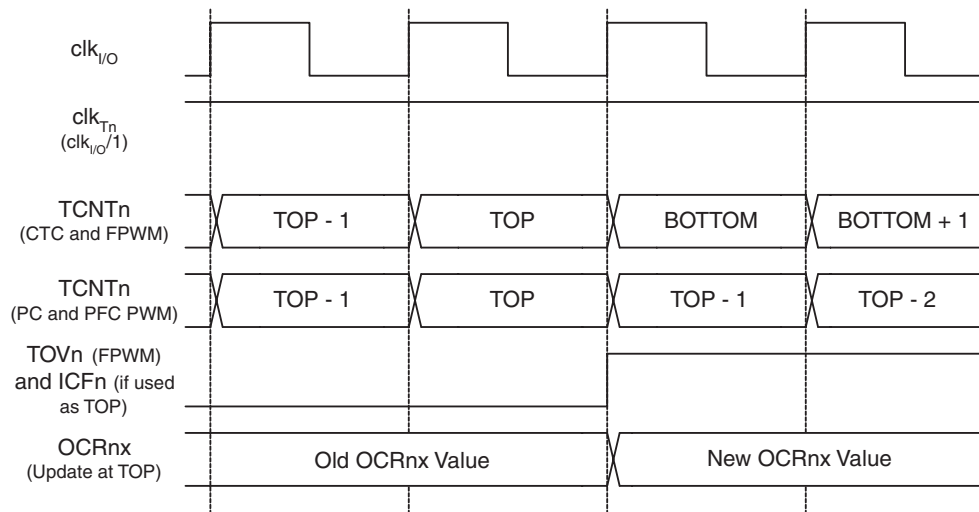 clkI/O
clkTn
(clkI/O/1)
TCNTn
(CTC and FPWM)
TOP - 1 TOP BOTTOM BOTTOM + 1
TCNTn
(PC and PFC PWM)
TOP - 1 TOP TOP - 1 TOP - 2
TOVn (FPWM)
and ICFn (if used
as TOP)
OCRnx
(Update at TOP)
Old OCRnx Value New OCRnx Value